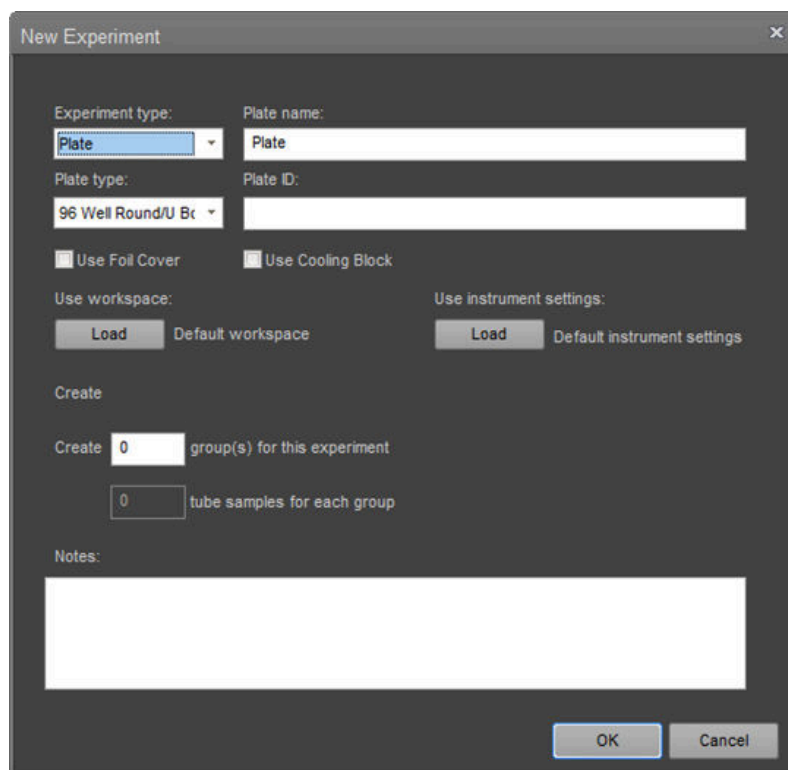 New Experiment
Experiment type: Plate name:
Plate Plate
Plate type: Plate ID:
96 Well Round/U Bo
Use Foil Cover Use Cooling Block
Use workspace: Use instrument settings:
Load Default workspace Load Default instrument settings
Create
Create 0 group(s) for this experiment
0 tube samples for each group
Notes:
OK Cancel